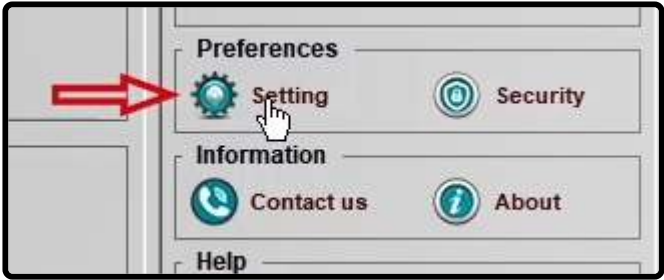 Preferences
Setting Security
Information
Contact us About
Help